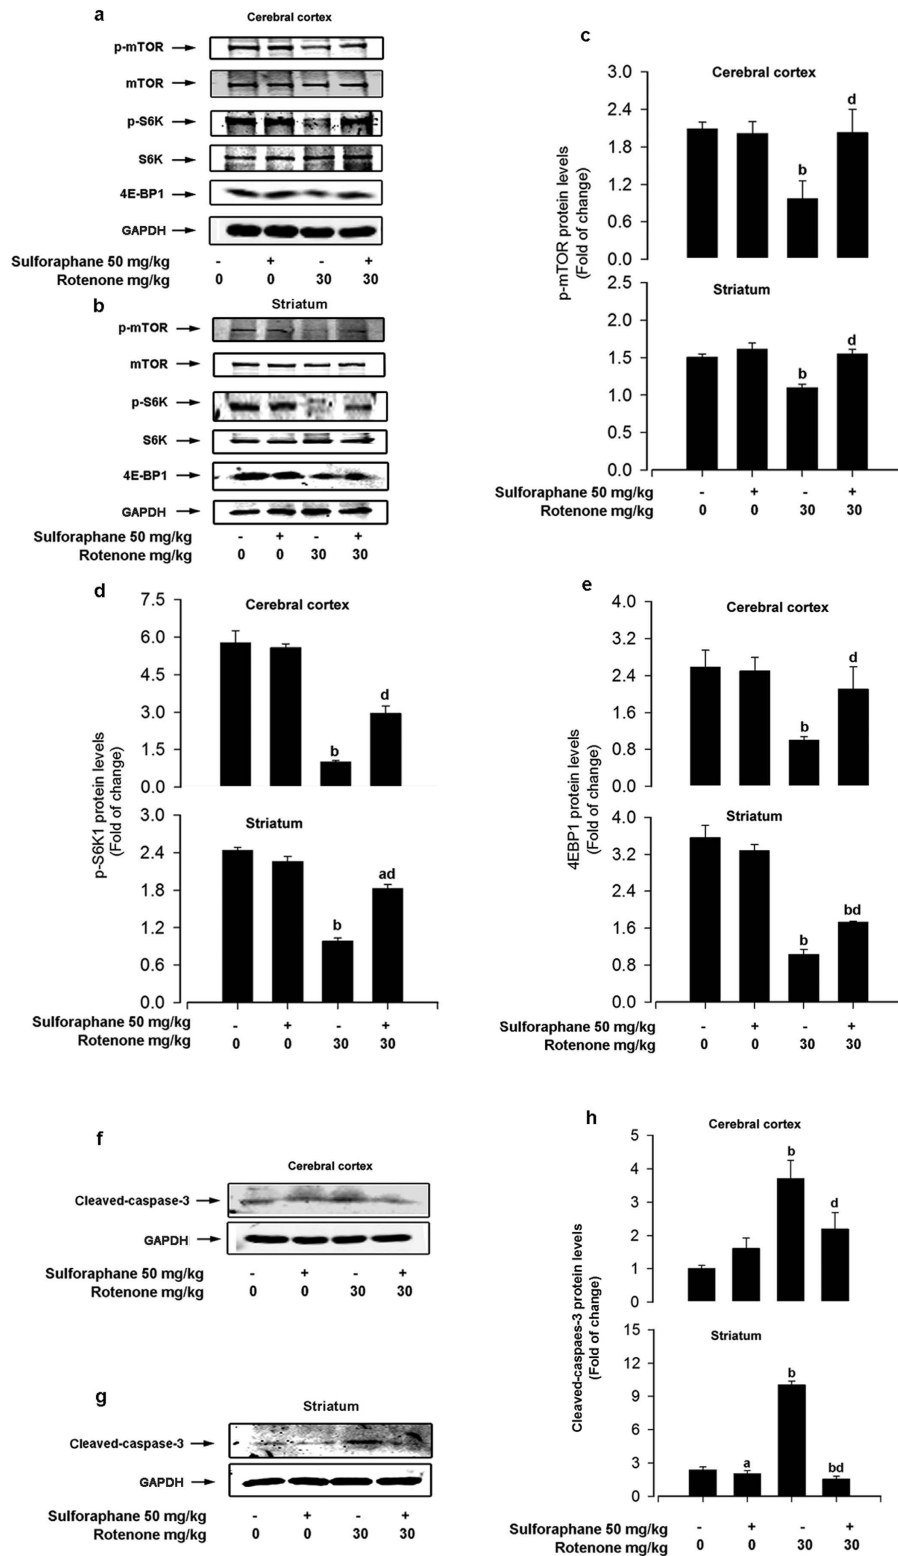 a
Cerebral cortex
p-mTOR
mTOR
p-S6K
S6K
4E-BP1
GAPDH
Sulforaphane 50 mg/kg - + - +
Rotenone mg/kg 0 0 30 30
b
Striatum
p-mTOR
mTOR
p-S6K
S6K
4E-BP1
GAPDH
Sulforaphane 50 mg/kg - + - +
Rotenone mg/kg 0 0 30 30
c
p-mTOR protein levels
(Fold of change)
Cerebral cortex
3.0
2.4
1.8
1.2
0.6
0.0
b
d
Striatum
2.5
2.0
1.5
1.0
0.5
0.0
b
d
Sulforaphane 50 mg/kg - + - +
Rotenone mg/kg 0 0 30 30
d
p-S6K1 protein levels
(Fold of change)
Cerebral cortex
7.5
6.0
4.5
3.0
1.5
0.0
b
d
Striatum
3.0
2.4
1.8
1.2
0.6
0.0
b
ad
Sulforaphane 50 mg/kg - + - +
Rotenone mg/kg 0 0 30 30
e
4EBP1 protein levels
(Fold of change)
Cerebral cortex
4.0
3.2
2.4
1.6
0.8
0.0
b
d
Striatum
4.0
3.2
2.4
1.6
0.8
0.0
b
bd
Sulforaphane 50 mg/kg - + - +
Rotenone mg/kg 0 0 30 30
f
Cerebral cortex
Cleaved-caspase-3
GAPDH
Sulforaphane 50 mg/kg - + - +
Rotenone mg/kg 0 0 30 30
g
Striatum
Cleaved-caspase-3
GAPDH
Sulforaphane 50 mg/kg - + - +
Rotenone mg/kg 0 0 30 30
h
Cleaved-caspaes-3 protein levels
(Fold of change)
Cerebral cortex
5
4
3
2
1
0
b
d
Striatum
15
12
9
6
3
0
a
b
bd
Sulforaphane 50 mg/kg - + - +
Rotenone mg/kg 0 0 30 30